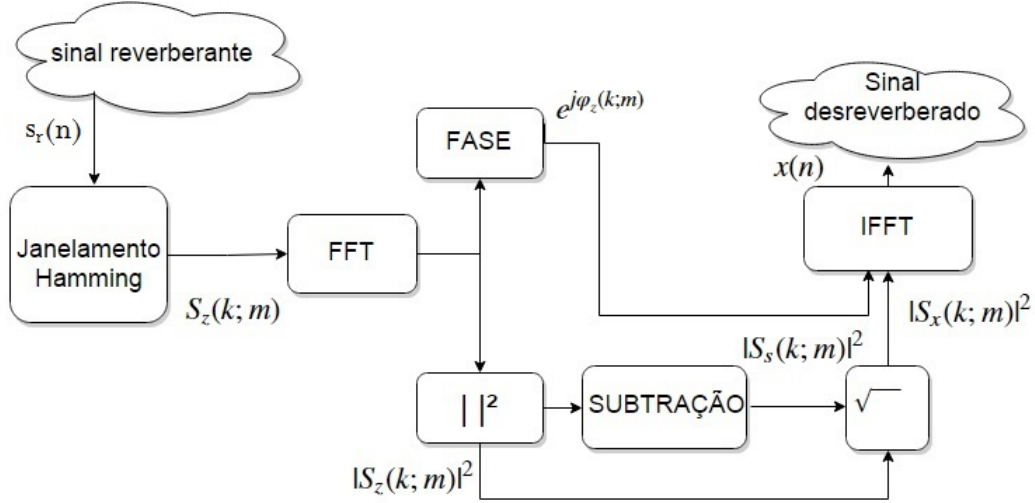 sinal reverberante
s_r(n)
Janelamento
Hamming
S_z(k; m)
FFT
FASE
e^{jφ_z(k;m)}
| |²
|S_z(k; m)|²
SUBTRAÇÃO
|S_s(k; m)|²
√
|S_x(k; m)|²
IFFT
x(n)
Sinal
desreverberado